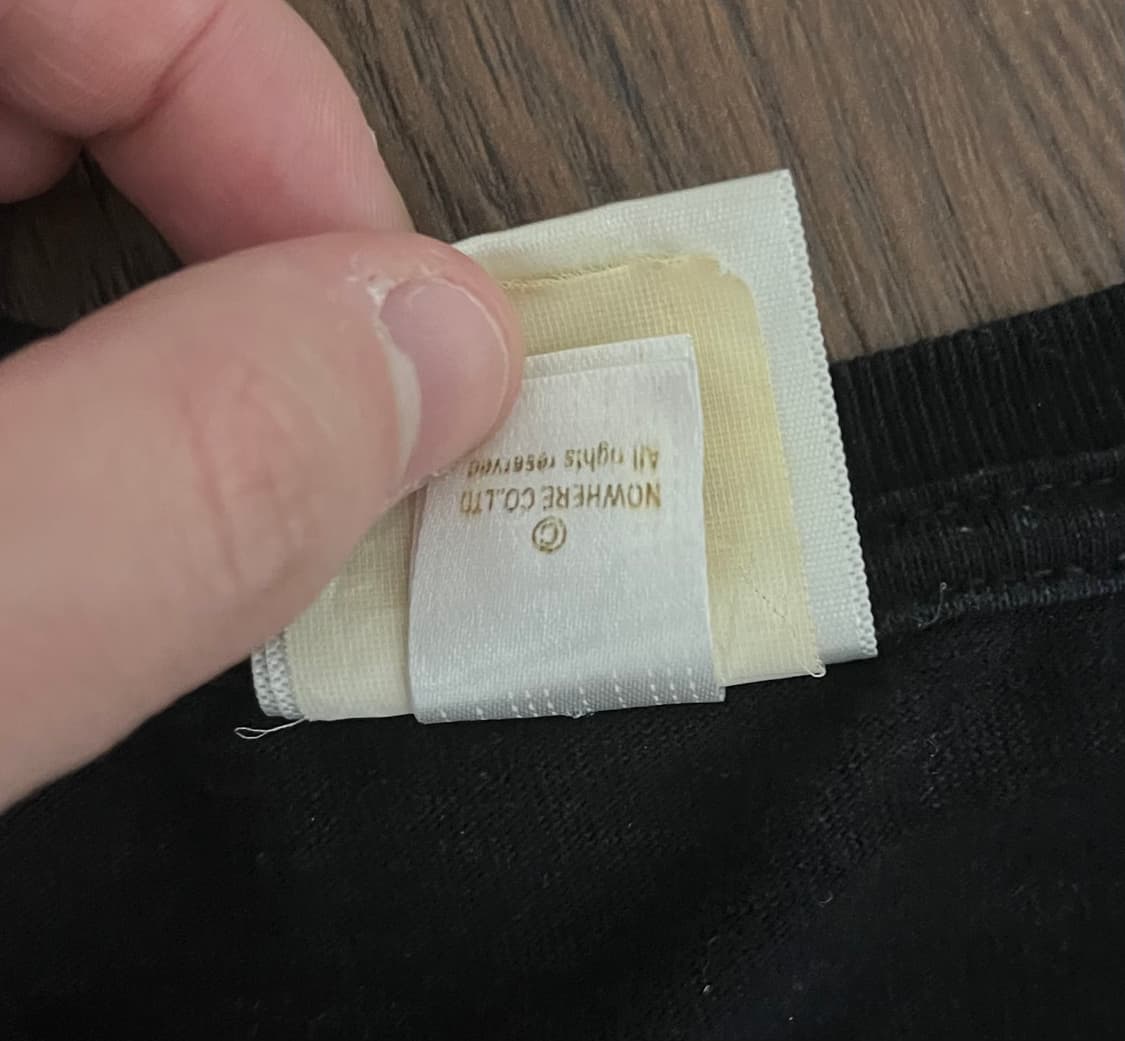 ©
NOWHERE CO.,LTD
All rights reserved